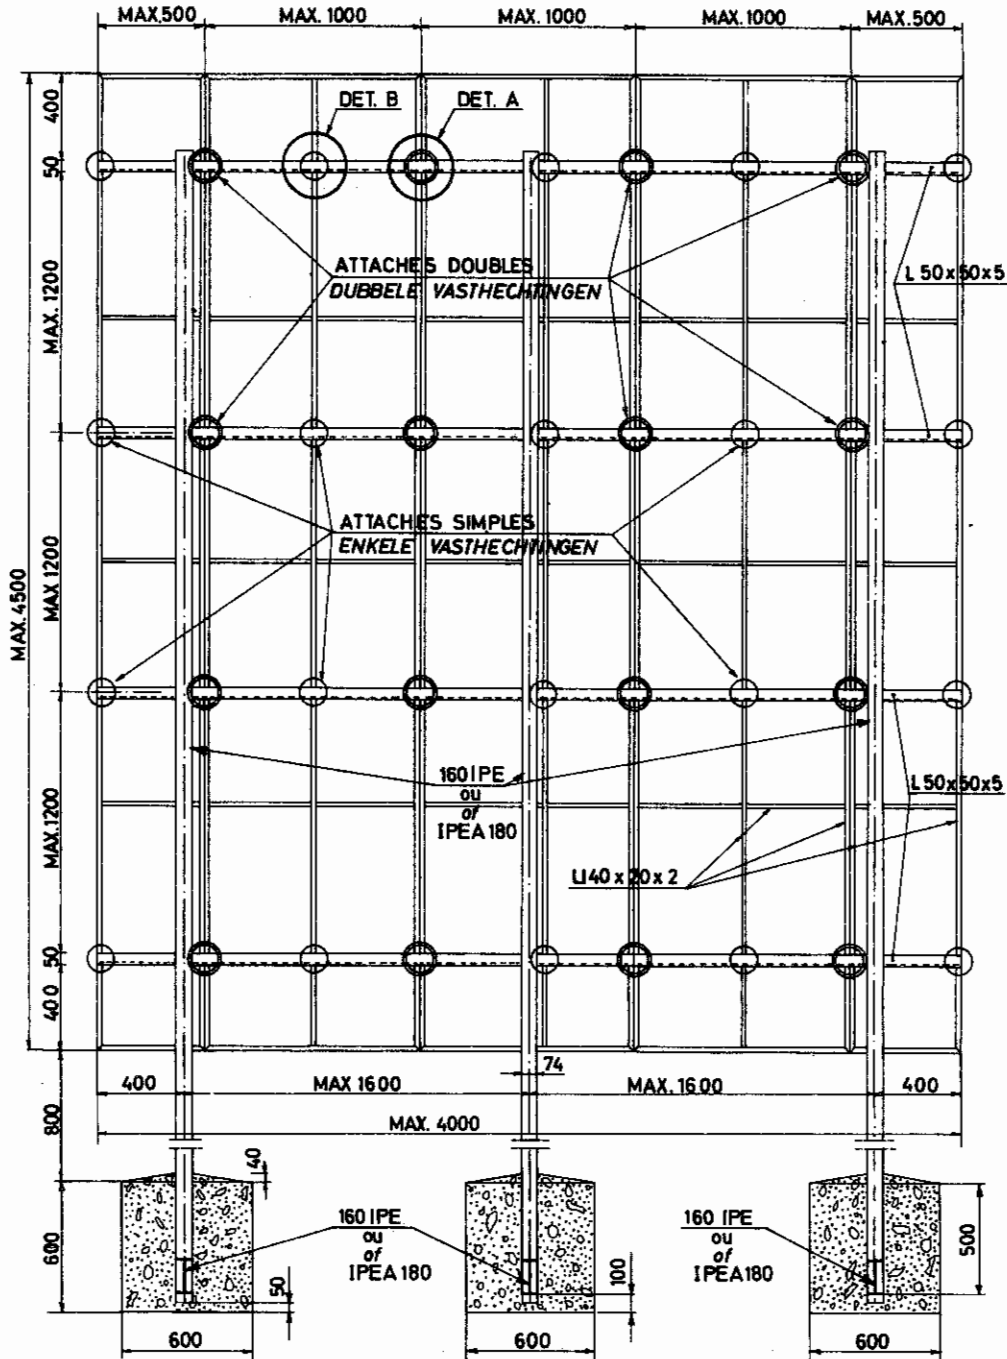 MAX.500
MAX. 1000
MAX. 1000
MAX. 1000
MAX. 500
400
DET. B
DET. A
50
ATTACHES DOUBLES
DUBBELE VASTHECHTINGEN
L 50x50x5
MAX. 1200
ATTACHES SIMPLES
ENKELE VASTHECHTINGEN
MAX 1200
MAX. 4500
160 IPE
ou
of
IPEA 180
L 50x50x5
MAX.1200
U 40 x 20 x 2
50
400
74
400
MAX 1600
MAX. 1600
400
MAX. 4000
800
40
600
160 IPE
ou
of
IPEA 180
160 IPE
ou
of
IPEA 180
500
50
100
600
600
600